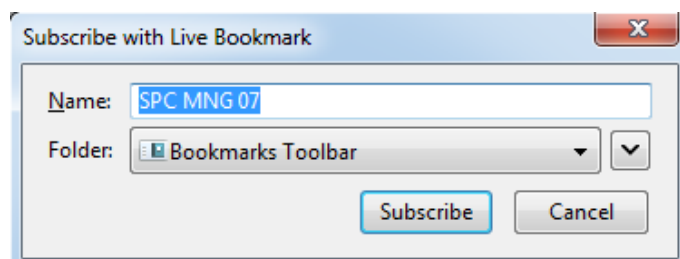 Subscribe with Live Bookmark
Name: SPC MNG 07
Folder: Bookmarks Toolbar
Subscribe Cancel